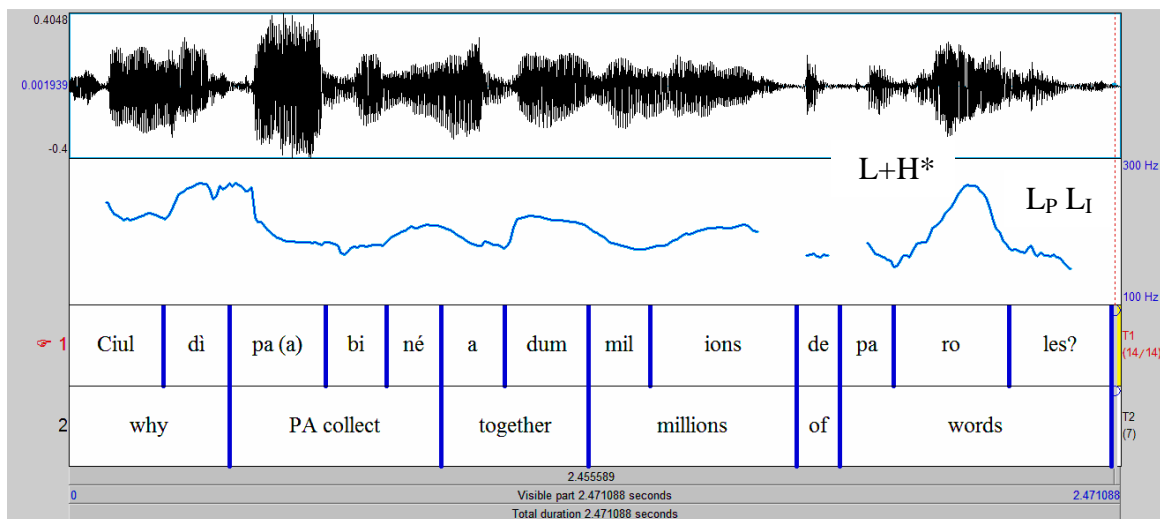 0.4048
0.001939
-0.4
300 Hz
L+H*
L_P L_I
100 Hz
1 Ciul dì pa (a) bi né a dum mil ions de pa ro les? T1 (14/14)
2 why PA collect together millions of words T2 (7)
2.455589
0 Visible part 2.471088 seconds 2.471088
Total duration 2.471088 seconds